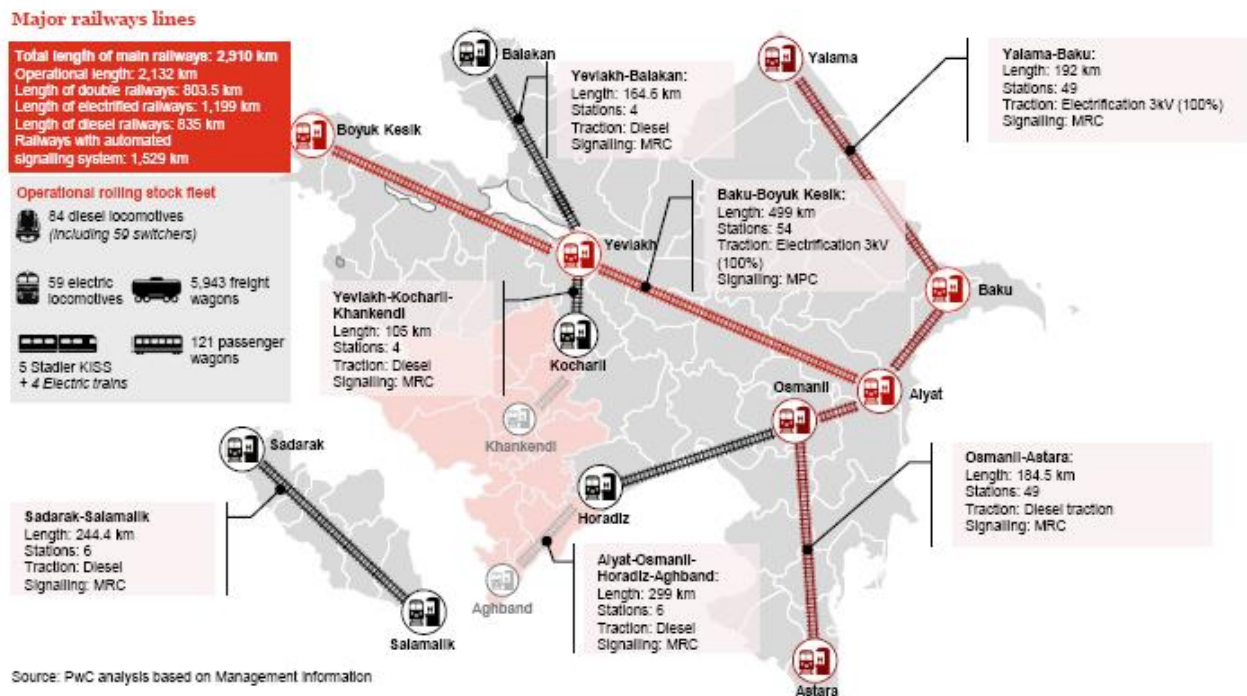 Major railways lines
Total length of main railways: 2,910 km
Operational length: 2,132 km
Length of double railways: 803.5 km
Length of electrified railways: 1,199 km
Length of diesel railways: 835 km
Railways with automated
signalling system: 1,529 km
Operational rolling stock fleet
84 diesel locomotives
(including 59 switchers)
59 electric
locomotives
5,943 freight
wagons
5 Stadler KISS
+ 4 Electric trains
121 passenger
wagons
Balakan
Yevlakh-Balakan:
Length: 164.6 km
Stations: 4
Traction: Diesel
Signalling: MRC
Yalama
Yalama-Baku:
Length: 192 km
Stations: 49
Traction: Electrification 3kV (100%)
Signalling: MRC
Boyuk Kesik
Baku-Boyuk Kesik:
Length: 499 km
Stations: 54
Traction: Electrification 3kV
(100%)
Signalling: MPC
Yevlakh
Baku
Yevlakh-Kocharli-
Khankendi
Length: 105 km
Stations: 4
Traction: Diesel
Signalling: MRC
Kocharli
Osmanli
Alyat
Khankendi
Sadarak
Horadiz
Osmanli-Astara:
Length: 184.5 km
Stations: 49
Traction: Diesel traction
Signalling: MRC
Sadarak-Salamalik
Length: 244.4 km
Stations: 6
Traction: Diesel
Signalling: MRC
Aghband
Alyat-Osmanli-
Horadiz-Aghband:
Length: 299 km
Stations: 6
Traction: Diesel
Signalling: MRC
Salamalik
Astara
Source: PwC analysis based on Management Information